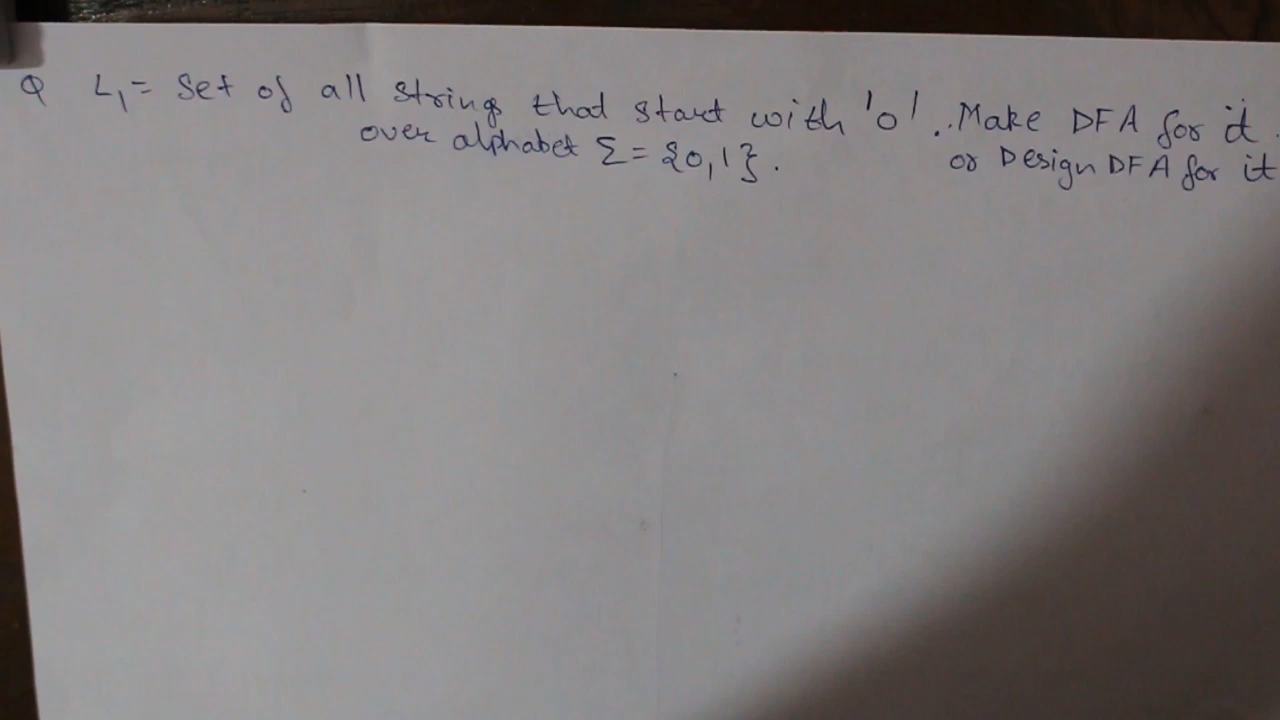 Q L₁ = Set of all strings that start with '0'. Make DFA for it.
over alphabet Σ = {0,1}. or Design DFA for it